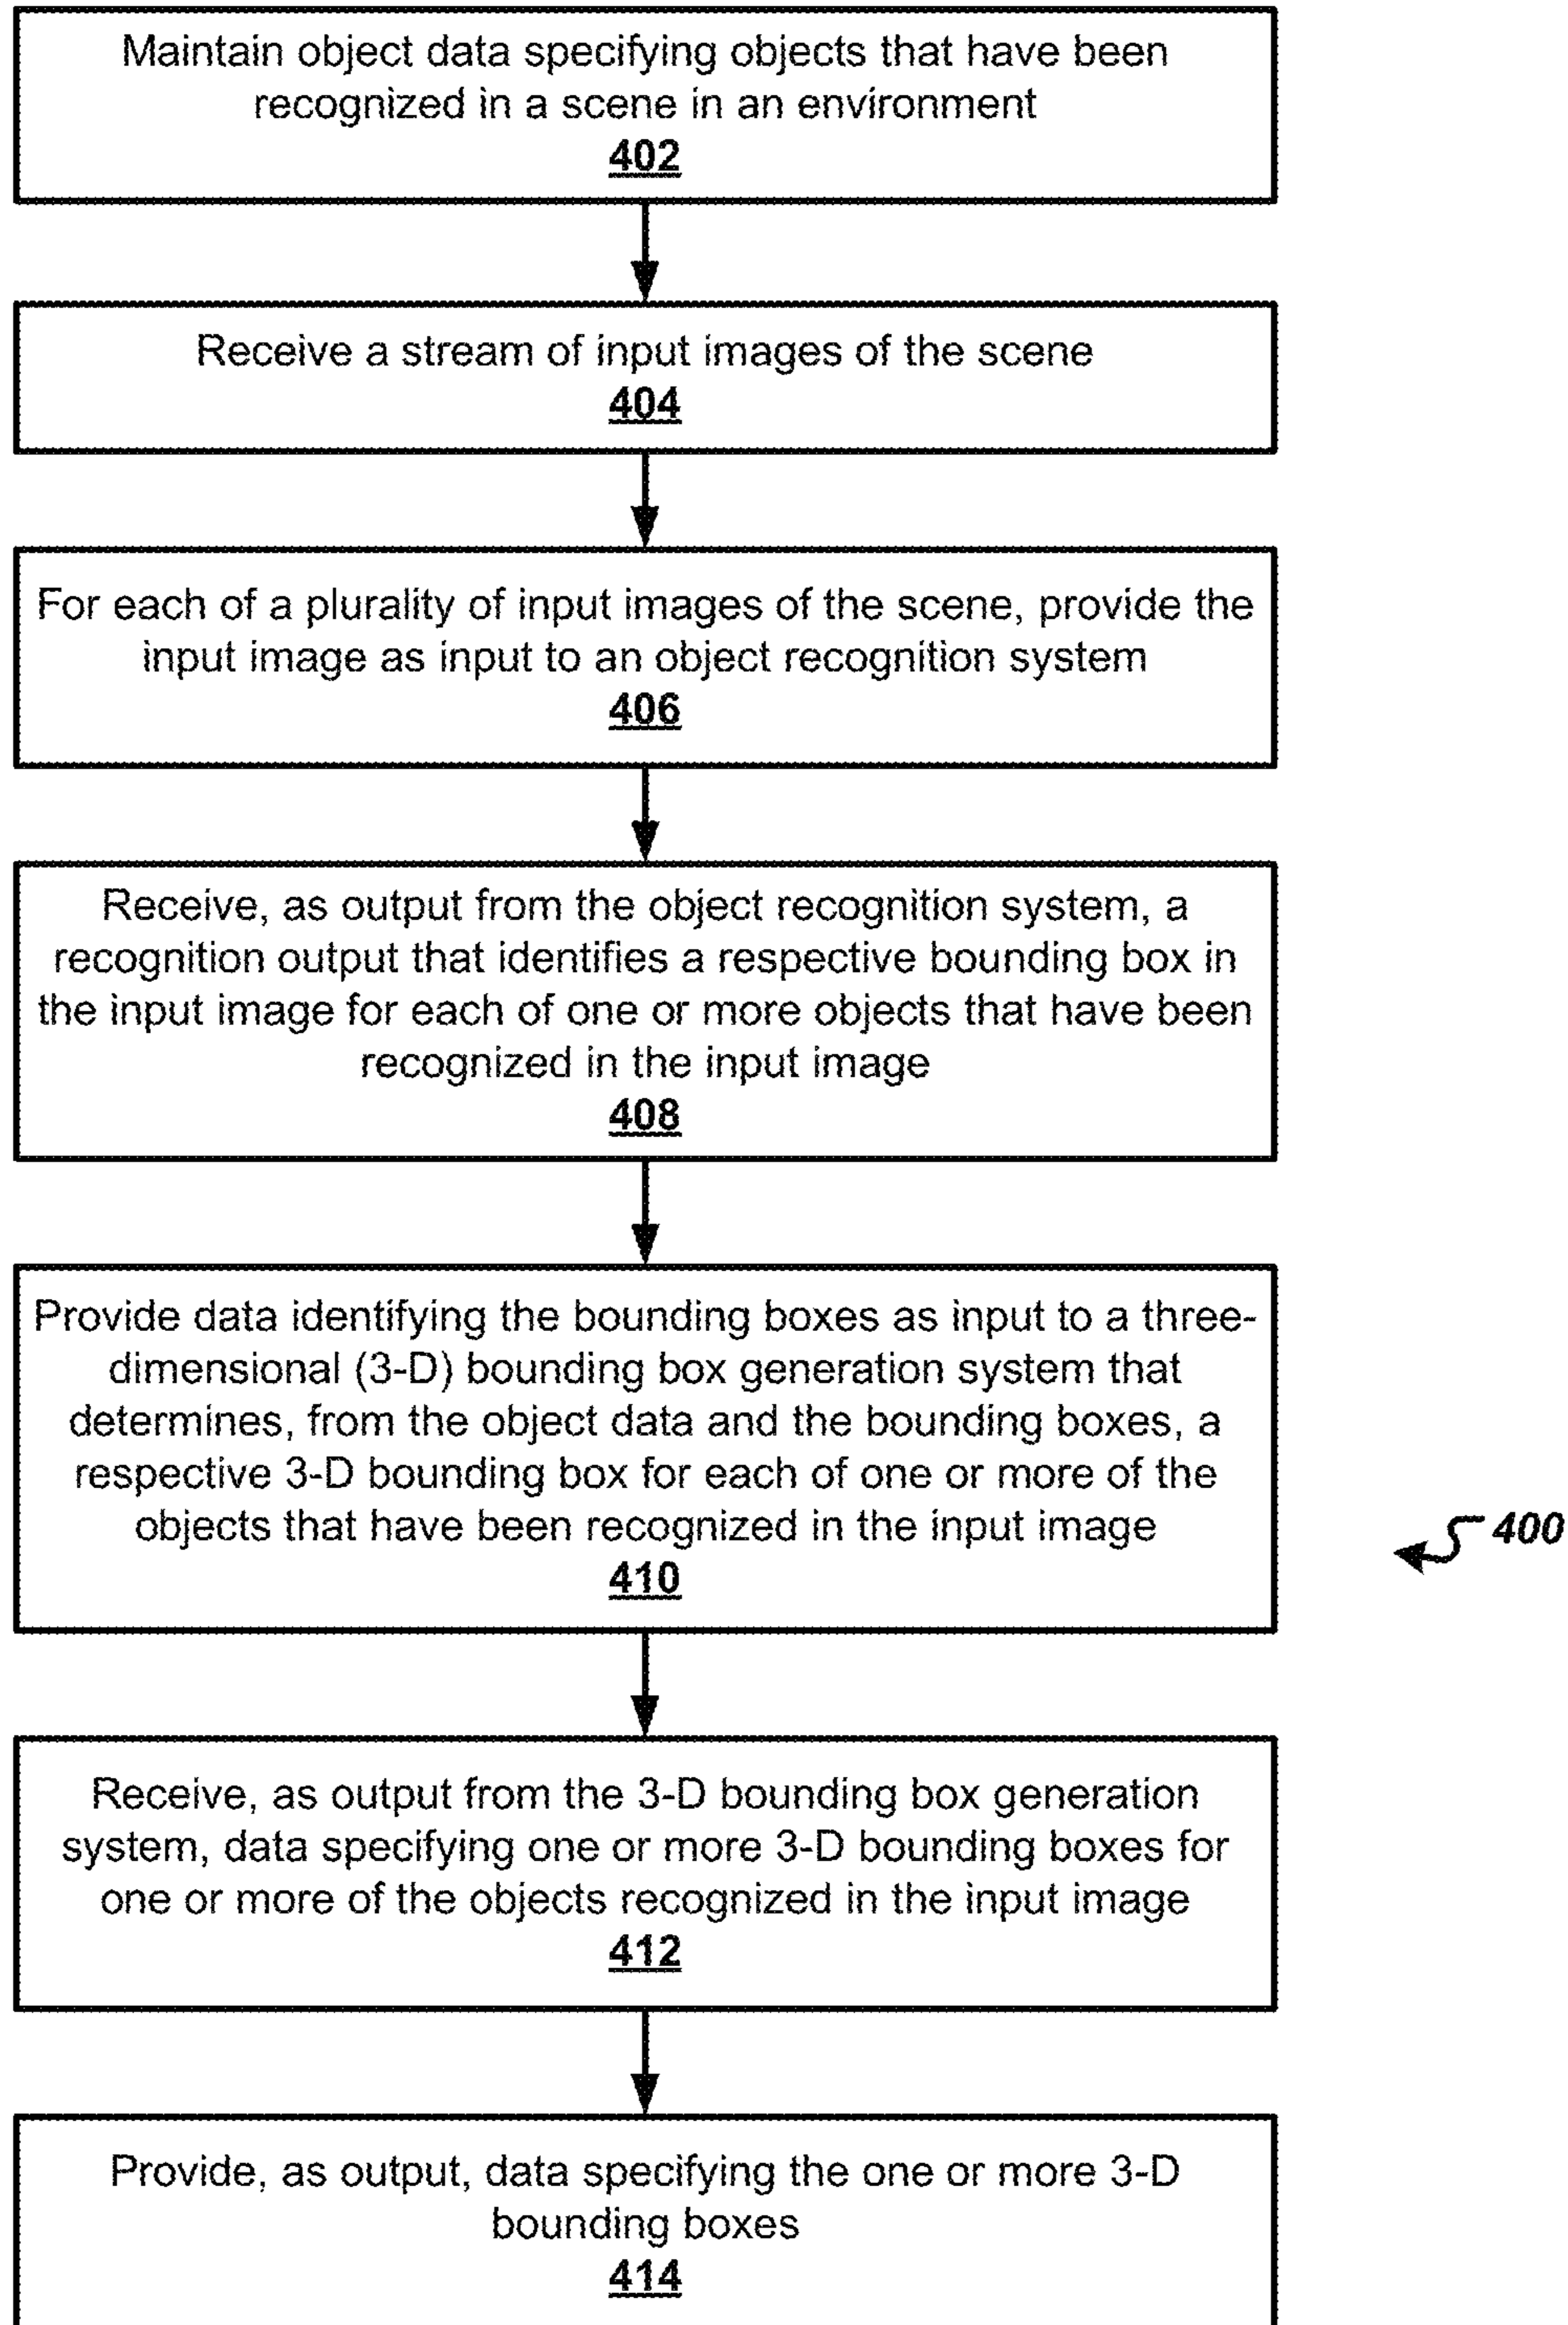 Maintain object data specifying objects that have been
recognized in a scene in an environment
402
Receive a stream of input images of the scene
404
For each of a plurality of input images of the scene, provide the
input image as input to an object recognition system
406
Receive, as output from the object recognition system, a
recognition output that identifies a respective bounding box in
the input image for each of one or more objects that have been
recognized in the input image
408
Provide data identifying the bounding boxes as input to a three-
dimensional (3-D) bounding box generation system that
determines, from the object data and the bounding boxes, a
respective 3-D bounding box for each of one or more of the
objects that have been recognized in the input image
410
400
Receive, as output from the 3-D bounding box generation
system, data specifying one or more 3-D bounding boxes for
one or more of the objects recognized in the input image
412
Provide, as output, data specifying the one or more 3-D
bounding boxes
414